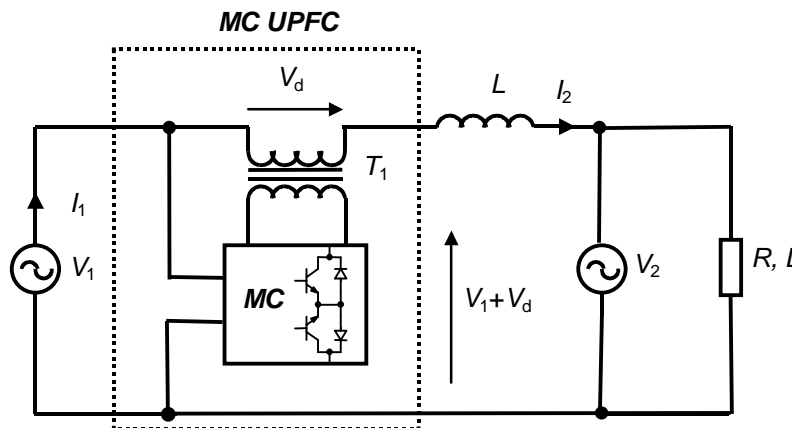 MC UPFC
Vd
L
I2
T1
I1
V1
MC
V1+Vd
V2
R, L